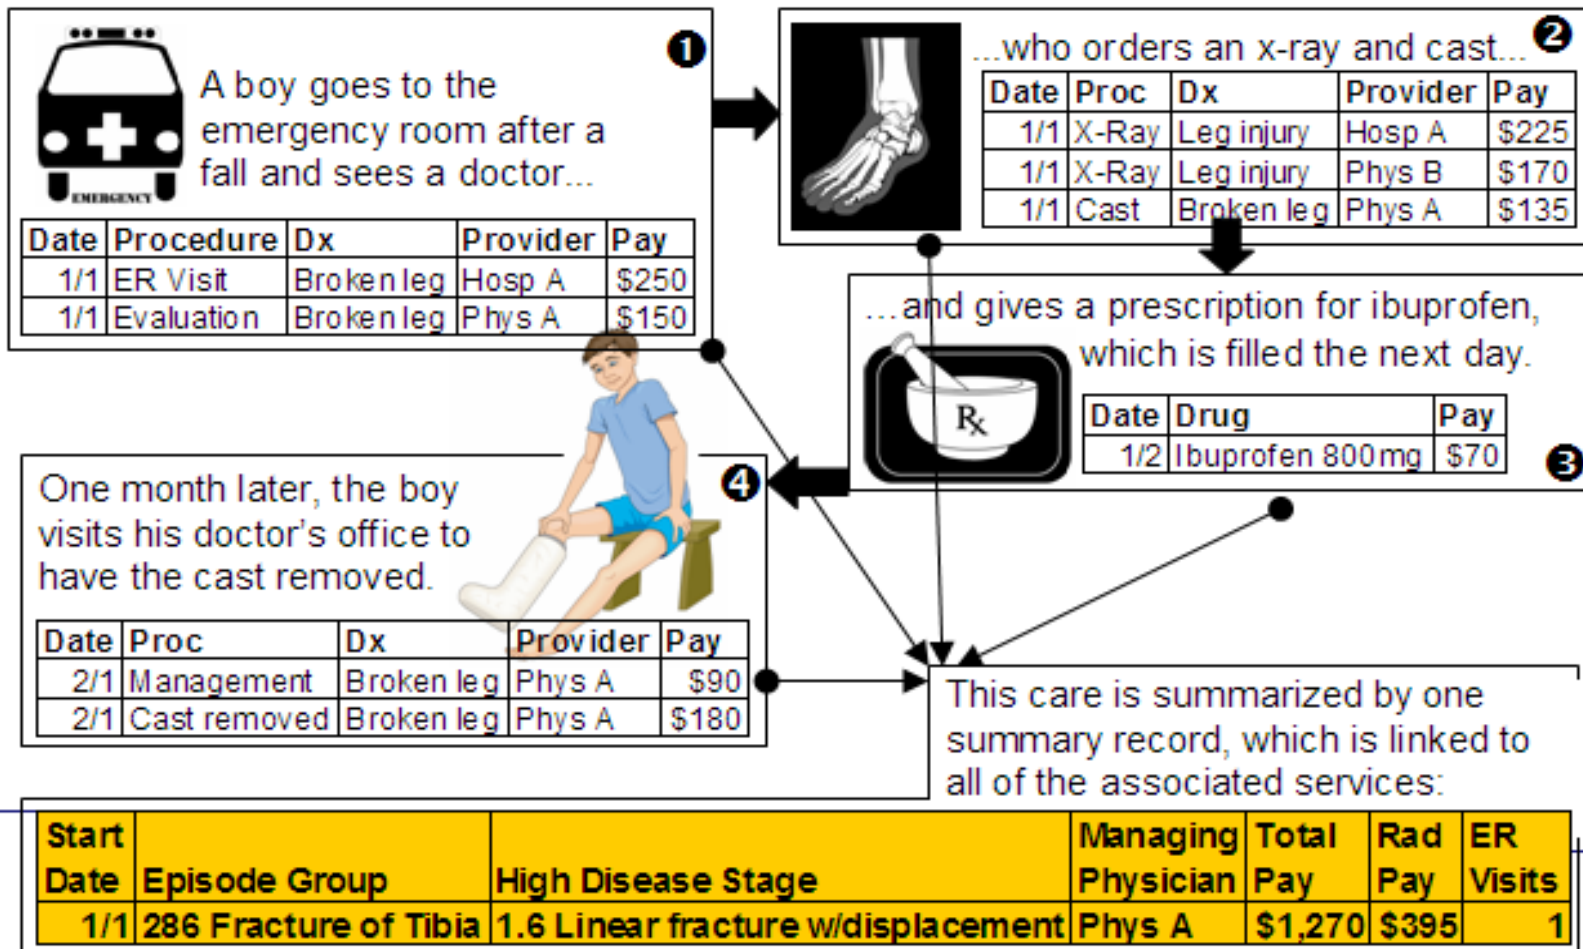 ❶
A boy goes to the
emergency room after a
fall and sees a doctor...
EMERGENCY
Date Procedure Dx Provider Pay
1/1 ER Visit Broken leg Hosp A $250
1/1 Evaluation Broken leg Phys A $150
❷
...who orders an x-ray and cast...
Date Proc Dx Provider Pay
1/1 X-Ray Leg injury Hosp A $225
1/1 X-Ray Leg injury Phys B $170
1/1 Cast Broken leg Phys A $135
...and gives a prescription for ibuprofen,
which is filled the next day.
Rx
Date Drug Pay
1/2 Ibuprofen 800mg $70
❸
❹
One month later, the boy
visits his doctor's office to
have the cast removed.
Date Proc Dx Provider Pay
2/1 Management Broken leg Phys A $90
2/1 Cast removed Broken leg Phys A $180
This care is summarized by one
summary record, which is linked to
all of the associated services:
Start Managing Total Rad ER
Date Episode Group High Disease Stage Physician Pay Pay Visits
1/1 286 Fracture of Tibia 1.6 Linear fracture w/displacement Phys A $1,270 $395 1